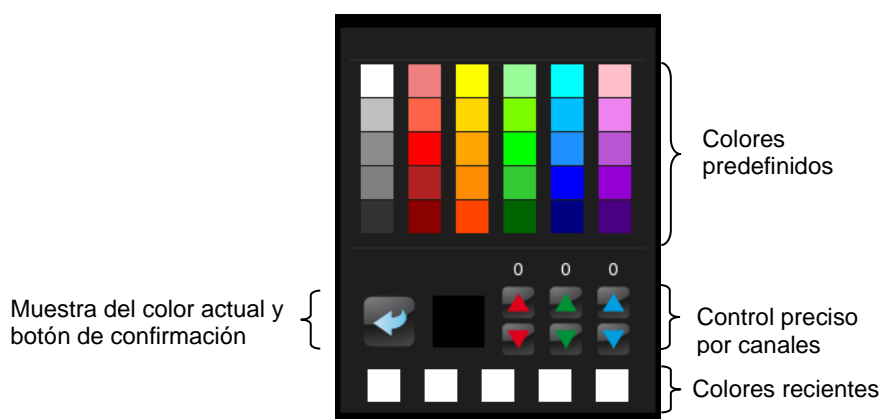 Colores
predefinidos
0 0 0
Muestra del color actual y
botón de confirmación
Control preciso
por canales
Colores recientes